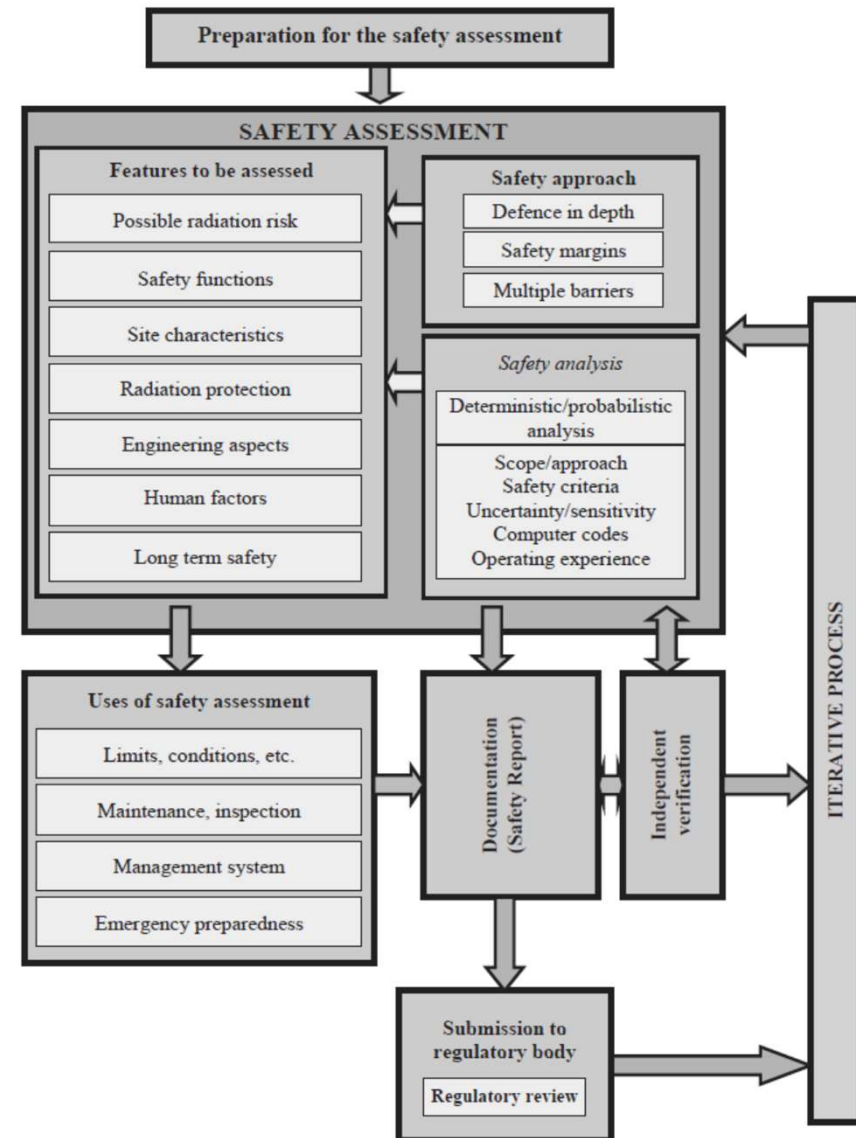 Preparation for the safety assessment
SAFETY ASSESSMENT
Features to be assessed
Possible radiation risk
Safety functions
Site characteristics
Radiation protection
Engineering aspects
Human factors
Long term safety
Safety approach
Defence in depth
Safety margins
Multiple barriers
Safety analysis
Deterministic/probabilistic
analysis
Scope/approach
Safety criteria
Uncertainty/sensitivity
Computer codes
Operating experience
Uses of safety assessment
Limits, conditions, etc.
Maintenance, inspection
Management system
Emergency preparedness
Documentation
(Safety Report)
Independent
verification
ITERATIVE PROCESS
Submission to
regulatory body
Regulatory review